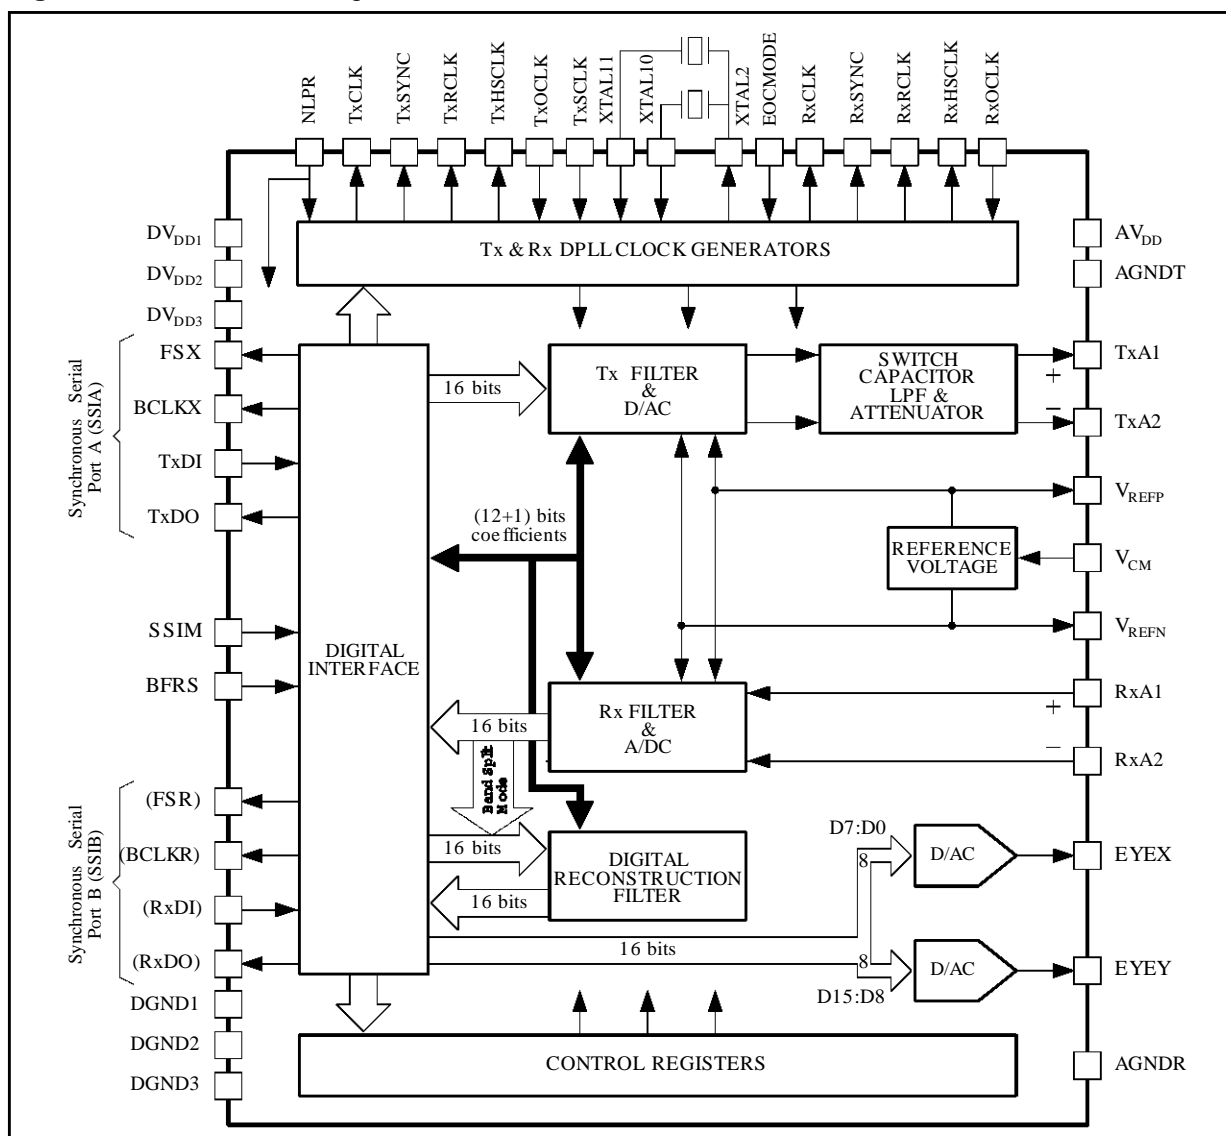 NLPR
TxCLK
TxSYNC
TxRCLK
TxHSCLK
TxOCLK
TxSCLK
XTAL11
XTAL10
XTAL2
EOCMODE
RxCLK
RxSYNC
RxRCLK
RxHSCLK
RxOCLK
DVDD1
DVDD2
DVDD3
Tx & Rx DPLL CLOCK GENERATORS
AVDD
AGNDT
Synchronous Serial
Port A (SSIA)
FSX
BCLKX
TxDI
TxDO
SSIM
BFRS
Synchronous Serial
Port B (SSIB)
(FSR)
(BCLKR)
(RxDI)
(RxDO)
DGND1
DGND2
DGND3
DIGITAL
INTERFACE
16 bits
Tx FILTER
&
D/AC
SWITCH
CAPACITOR
LPF &
ATTENUATOR
TxA1
+
−
TxA2
(12+1) bits
coefficients
VREFP
REFERENCE
VOLTAGE
VCM
VREFN
16 bits
Rx FILTER
&
A/DC
RxA1
+
−
RxA2
Band Split
Mode
16 bits
DIGITAL
RECONSTRUCTION
FILTER
16 bits
D7:D0
8
D/AC
EYEX
16 bits
8
D15:D8
D/AC
EYEY
CONTROL REGISTERS
AGNDR